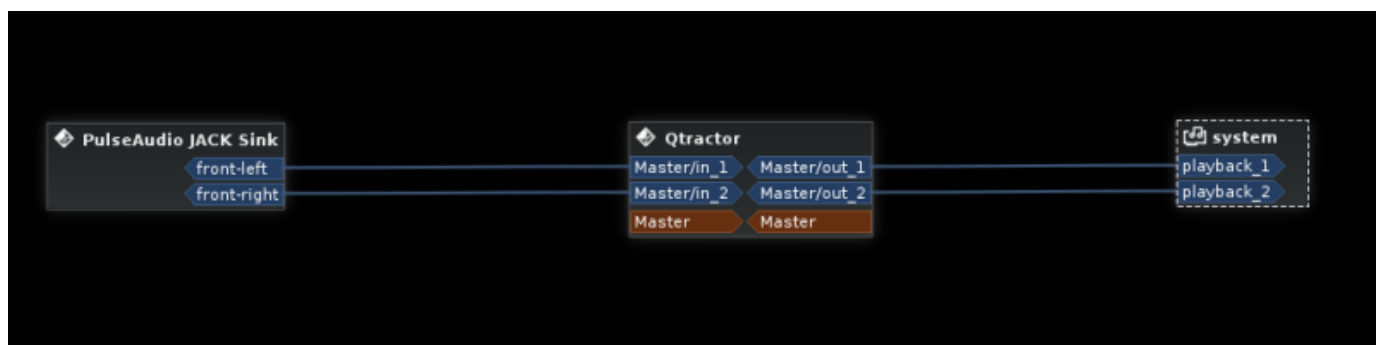 PulseAudio JACK Sink
front-left
front-right
Qtractor
Master/in_1 Master/out_1
Master/in_2 Master/out_2
Master Master
system
playback_1
playback_2